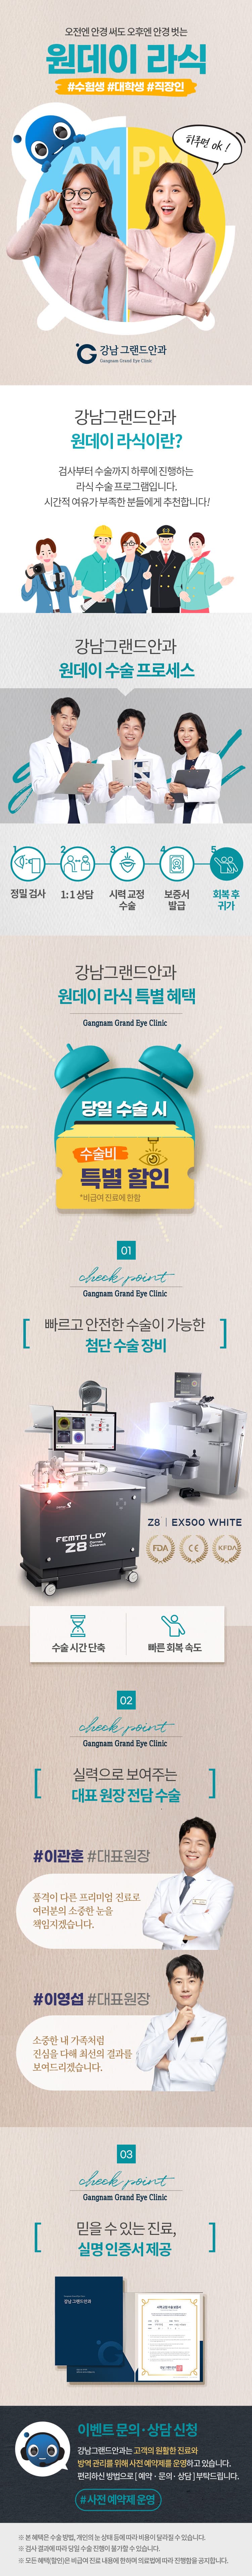 오전엔 안경 써도 오후엔 안경 벗는
원데이 라식
#수험생 #대학생 #직장인
하루면 ok !
AM PM
강남 그랜드안과
Gangnam Grand Eye Clinic
강남그랜드안과
원데이 라식이란?
검사부터 수술까지 하루에 진행하는
라식 수술 프로그램입니다.
시간적 여유가 부족한 분들에게 추천합니다!
강남그랜드안과
원데이 수술 프로세스
1 2 3 4 5
정밀 검사
1:1 상담
시력 교정
수술
보증서
발급
회복 후
귀가
강남그랜드안과
원데이 라식 특별 혜택
Gangnam Grand Eye Clinic
당일 수술 시
수술비
특별 할인
*비급여 진료에 한함
01
check point
Gangnam Grand Eye Clinic
[ 빠르고 안전한 수술이 가능한
첨단 수술 장비 ]
FEMTO LDV
Z8
Z8 | EX500 WHITE
FDA CE KFDA
수술 시간 단축
빠른 회복 속도
02
check point
Gangnam Grand Eye Clinic
[ 실력으로 보여주는
대표 원장 전담 수술 ]
#이관훈 #대표원장
품격이 다른 프리미엄 진료로
여러분의 소중한 눈을
책임지겠습니다.
#이영섭 #대표원장
소중한 내 가족처럼
진심을 다해 최선의 결과를
보여드리겠습니다.
03
check point
Gangnam Grand Eye Clinic
[ 믿을 수 있는 진료,
실명 인증서 제공 ]
강남 그랜드안과
이벤트 문의·상담 신청
강남그랜드안과는 고객의 원활한 진료와
방역 관리를 위해 사전 예약제를 운영하고 있습니다.
편리하신 방법으로 [ 예약 · 문의 · 상담 ] 부탁드립니다.
#사전 예약제 운영
※ 본 혜택은 수술 방법, 개인의 눈 상태 등에 따라 비용이 달라질 수 있습니다.
※ 검사 결과에 따라 당일 수술 진행이 불가할 수 있습니다.
※ 모든 혜택(할인)은 비급여 진료 내용에 한하며 의료법에 따라 진행함을 공지합니다.